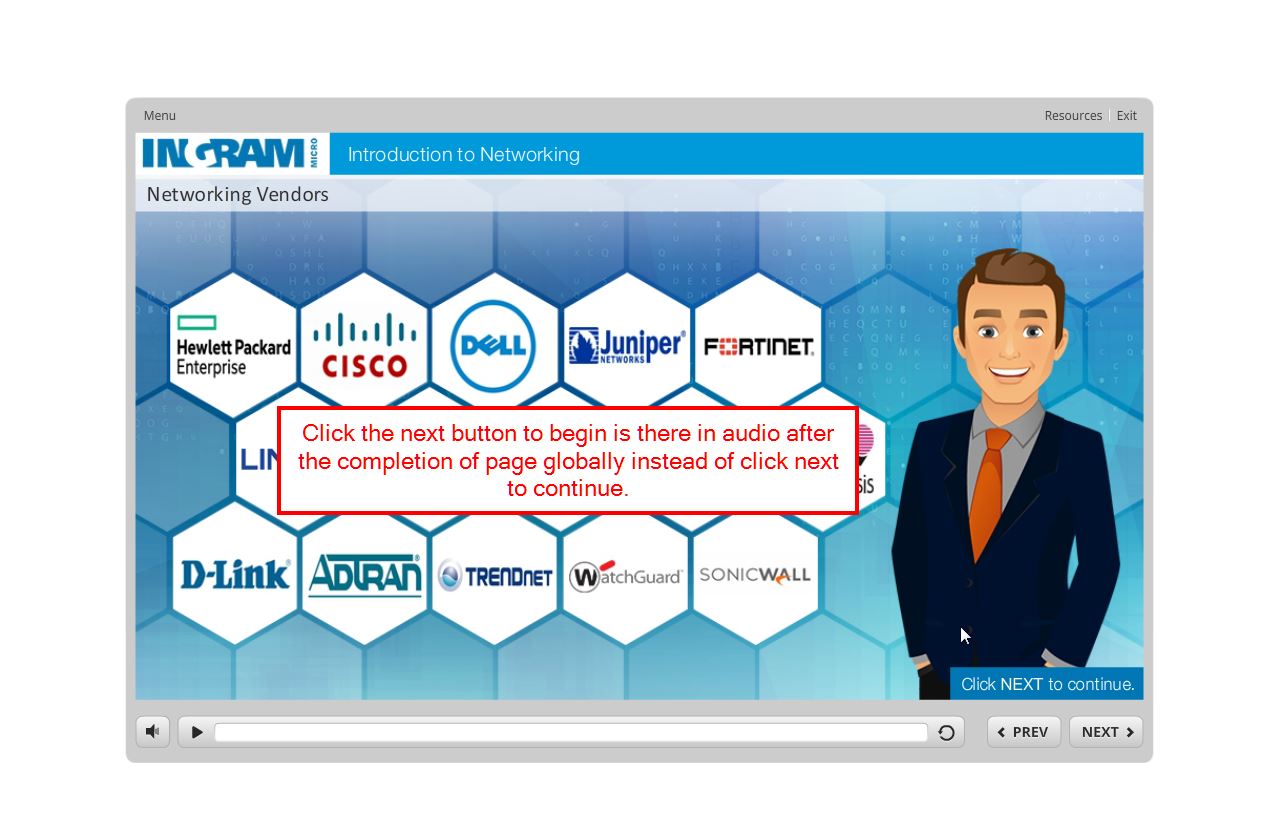 Menu
Resources
Exit
INGRAM MICRO
Introduction to Networking
Networking Vendors
Hewlett Packard
Enterprise
CISCO
DELL
Juniper
NETWORKS
FORTINET
Click the next button to begin is there in audio after
the completion of page globally instead of click next
to continue.
LIN
sis
D-Link
ADTRAN
TRENDNET
WatchGuard
SONICWALL
Click NEXT to continue.
PREV
NEXT